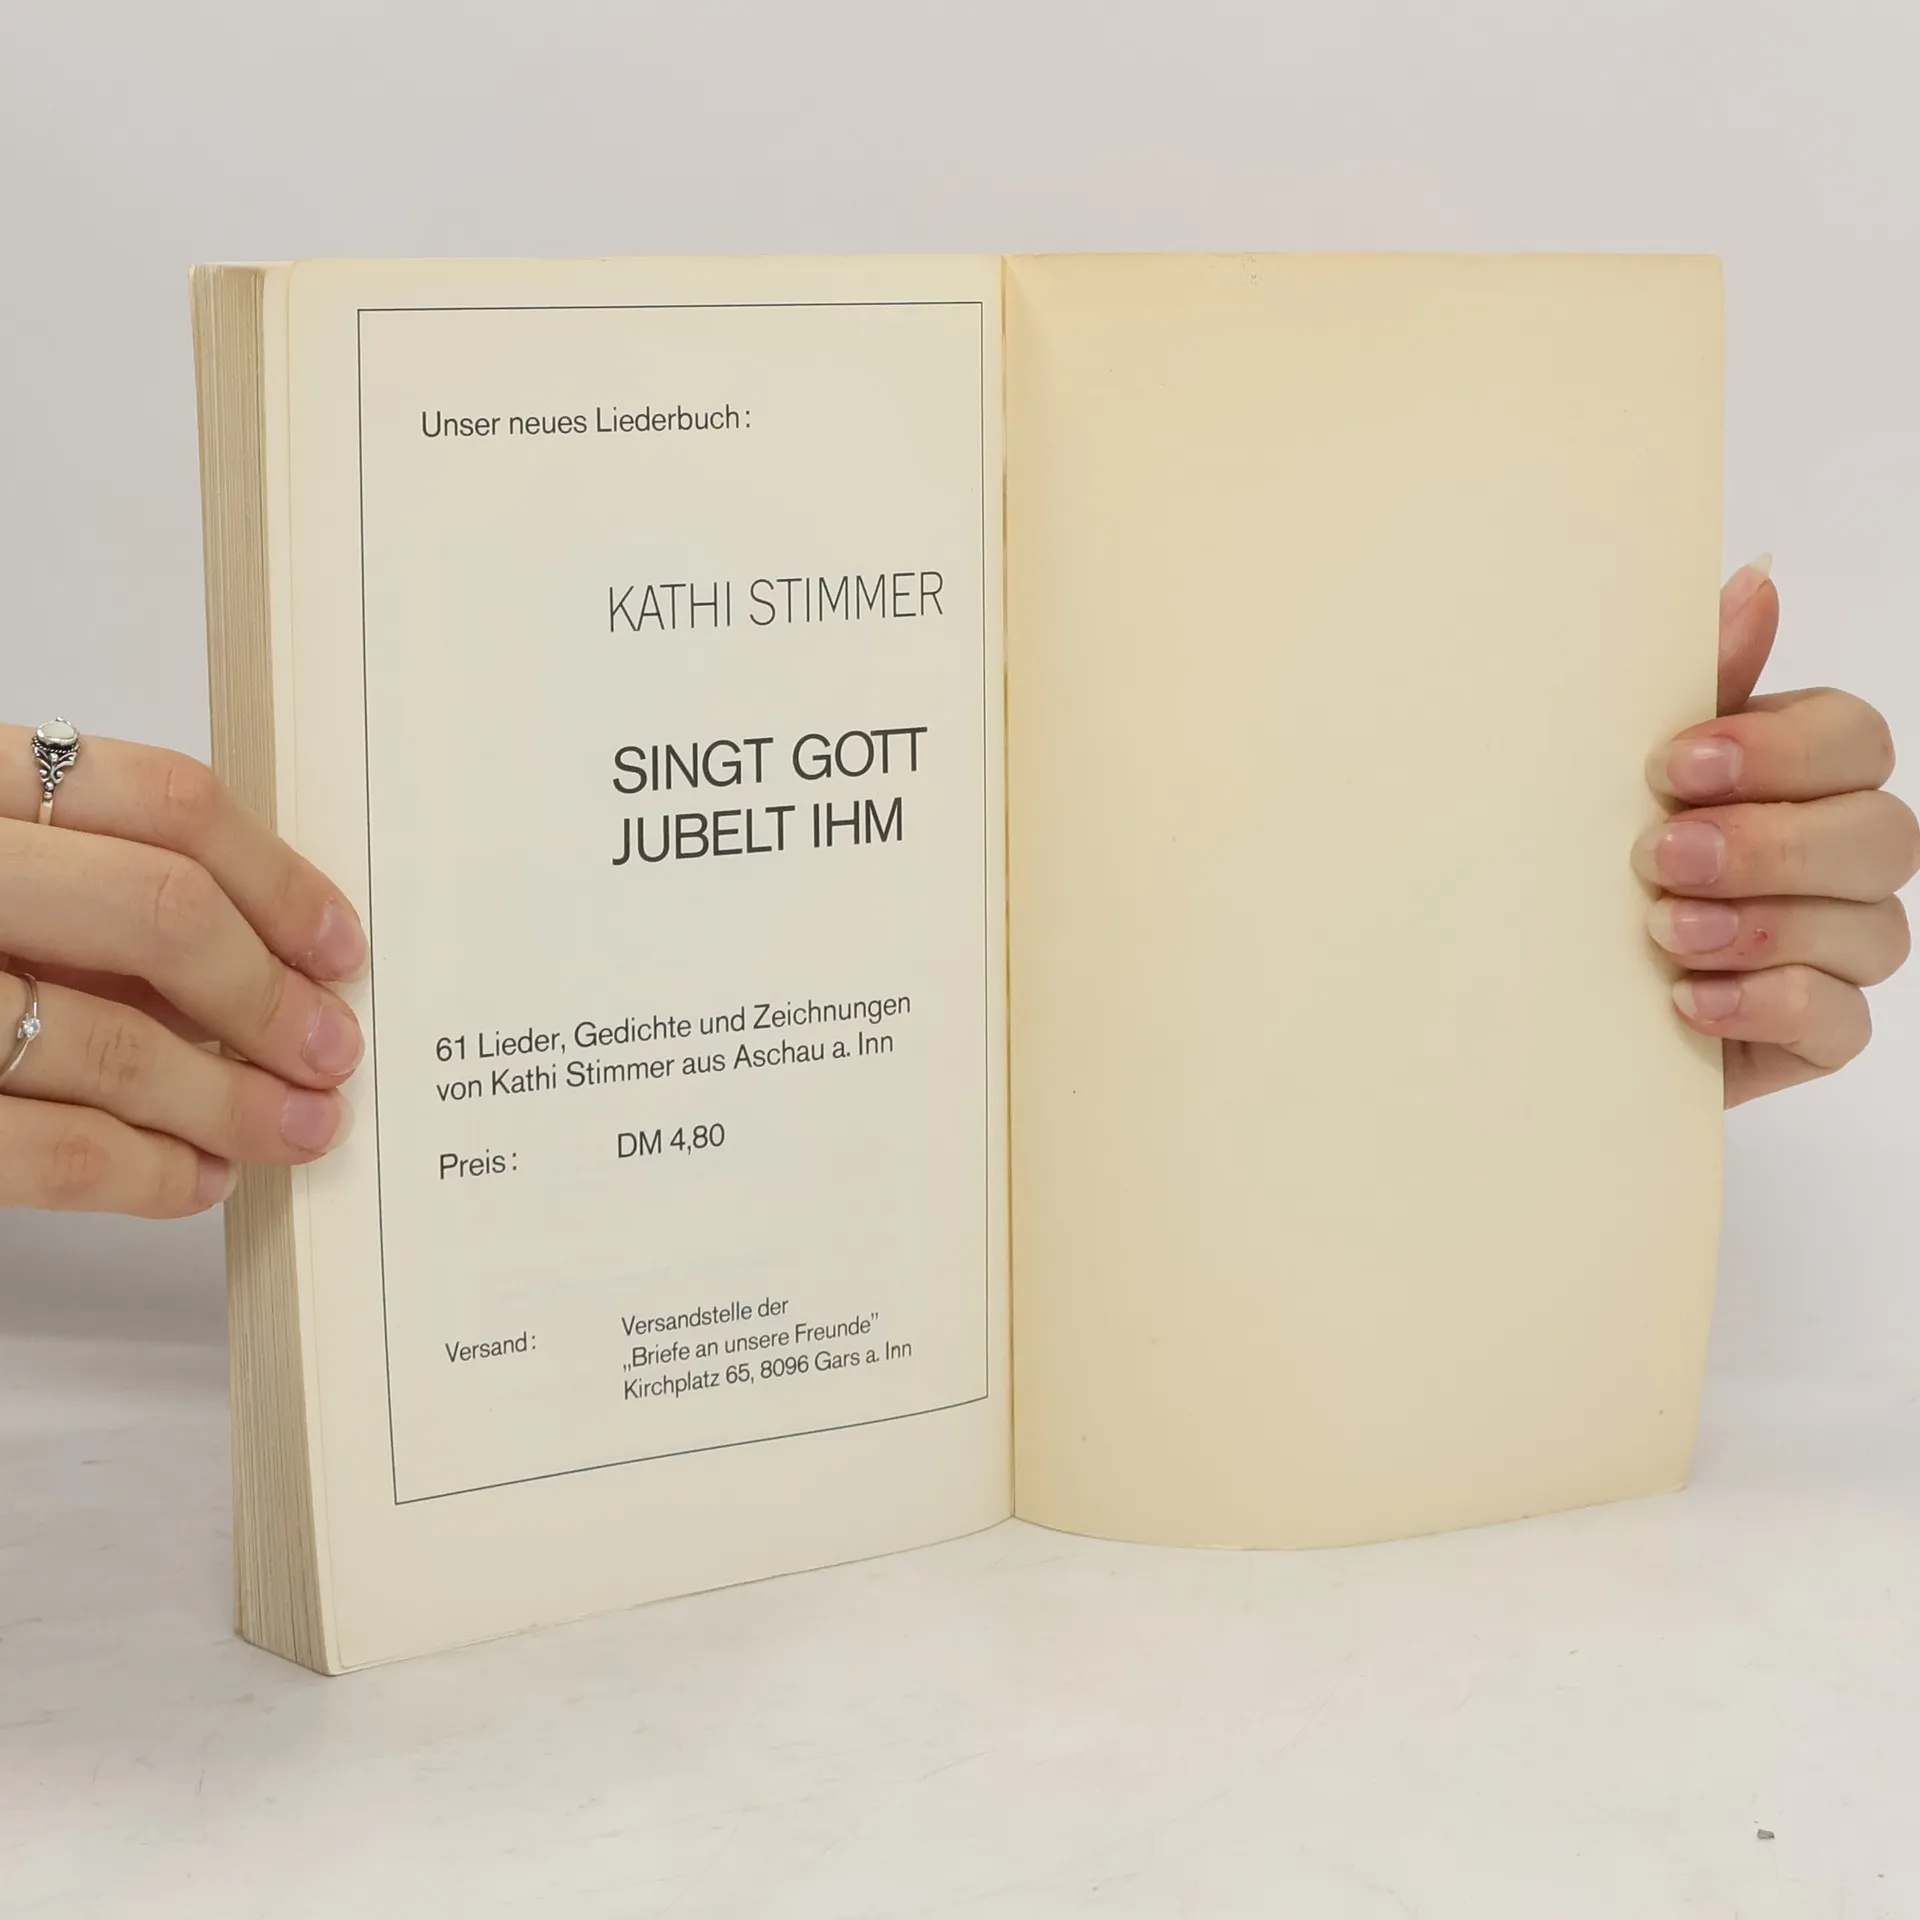 Unser neues Liederbuch:
KATHI STIMMER
SINGT GOTT
JUBELT IHM
61 Lieder, Gedichte und Zeichnungen
von Kathi Stimmer aus Aschau a. Inn
Preis: DM 4,80
Versand: Versandstelle der
„Briefe an unsere Freunde”
Kirchplatz 65, 8096 Gars a. Inn